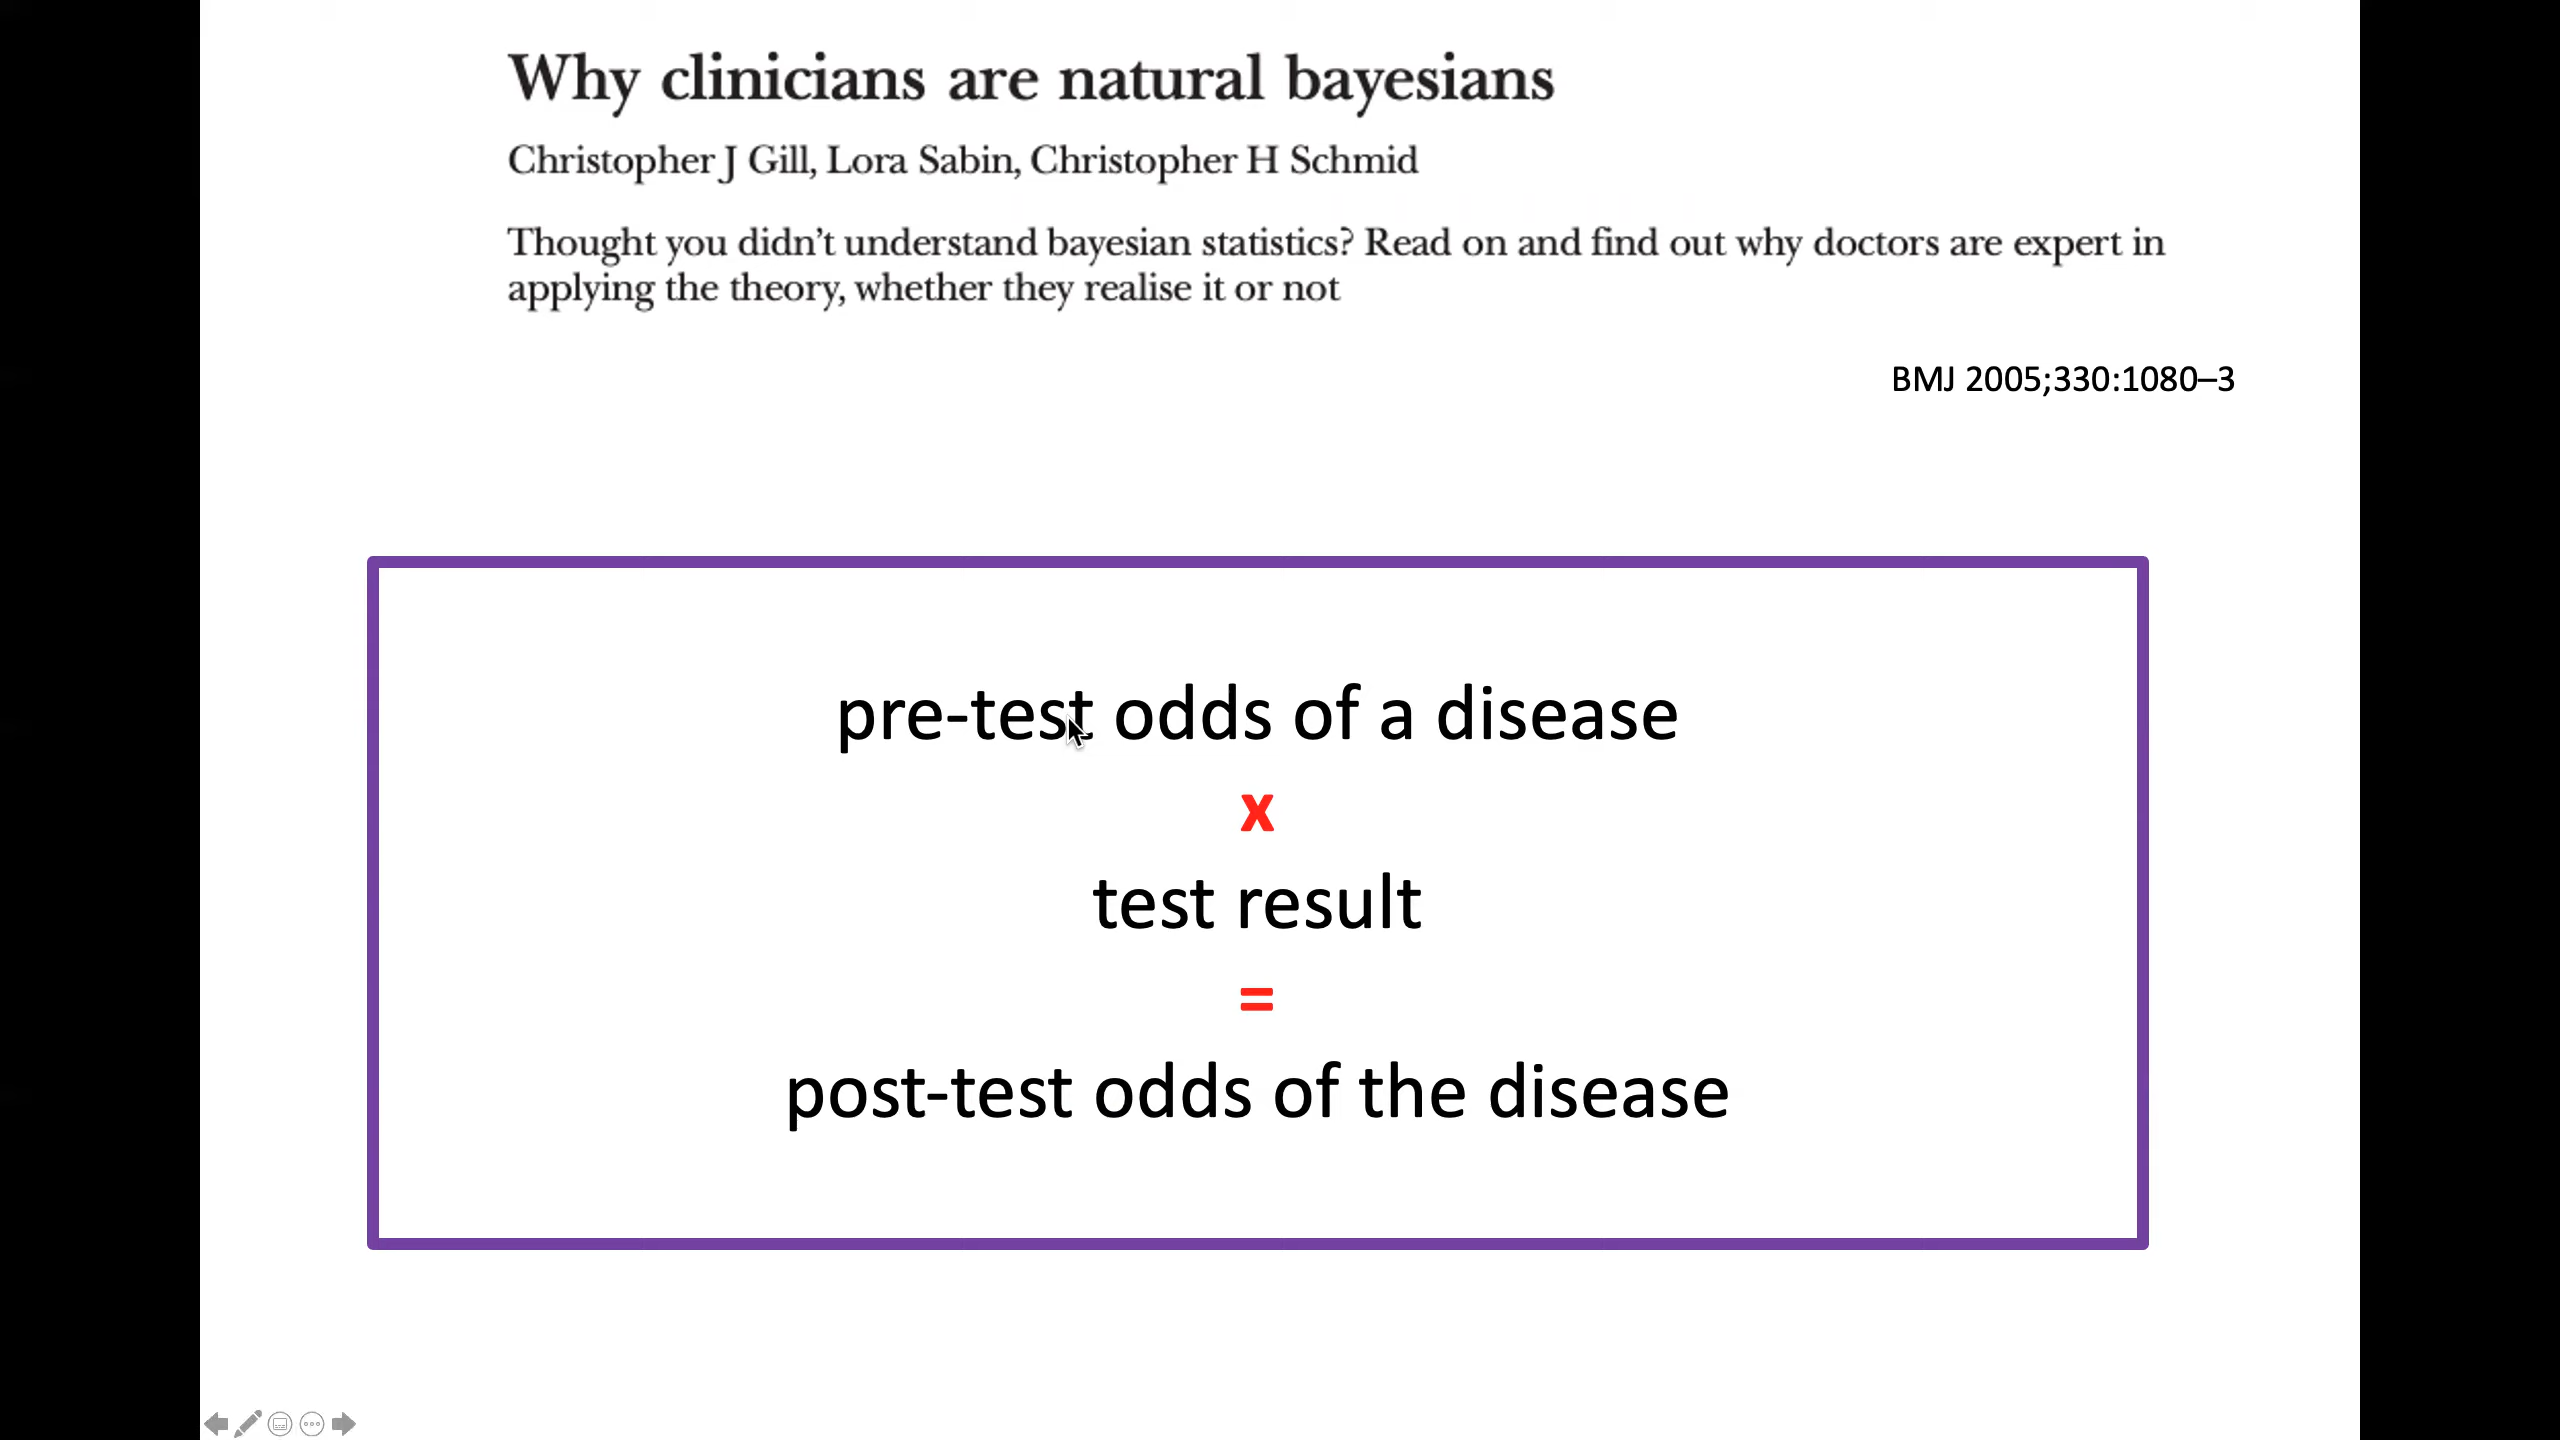 Why clinicians are natural bayesians
Christopher J Gill, Lora Sabin, Christopher H Schmid
Thought you didn’t understand bayesian statistics? Read on and find out why doctors are expert in
applying the theory, whether they realise it or not
BMJ 2005;330:1080–3
pre-test odds of a disease
x
test result
=
post-test odds of the disease